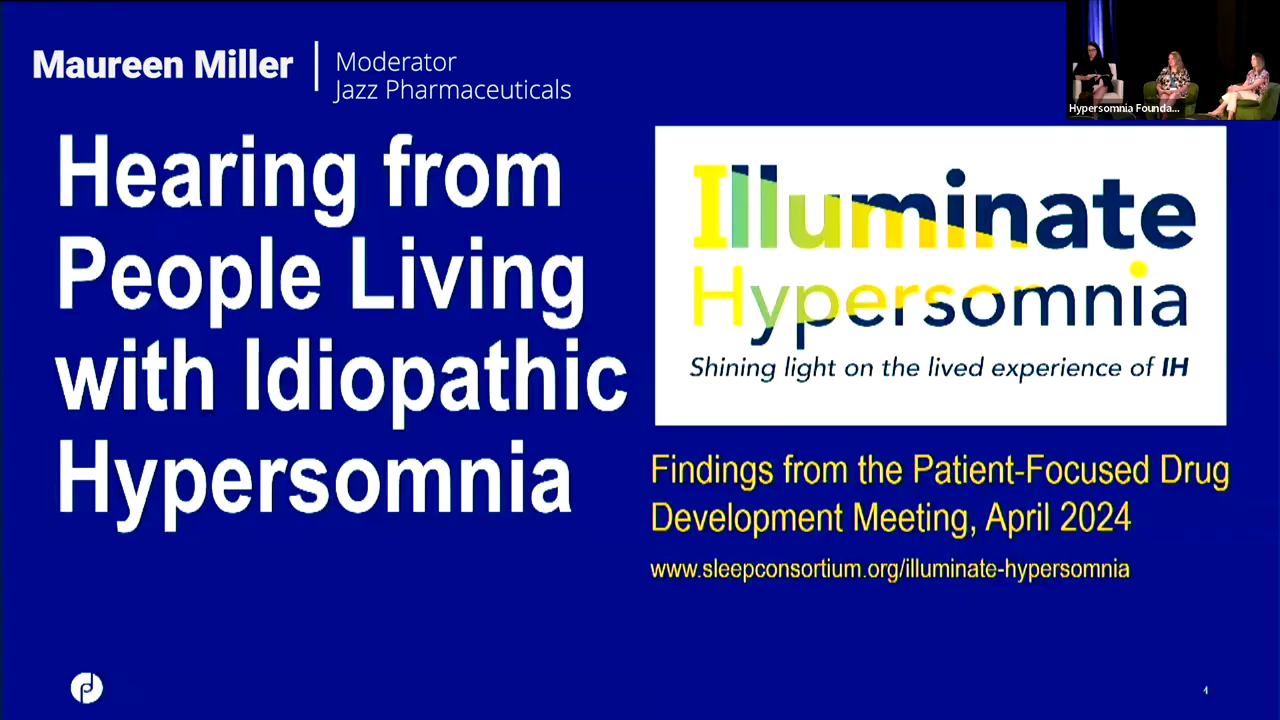 Maureen Miller
Moderator
Jazz Pharmaceuticals
Hypersomnia Founda...
Hearing from
People Living
with Idiopathic
Hypersomnia
Illuminate
Hypersomnia
Shining light on the lived experience of IH
Findings from the Patient-Focused Drug
Development Meeting, April 2024
www.sleepconsortium.org/illuminate-hypersomnia
4